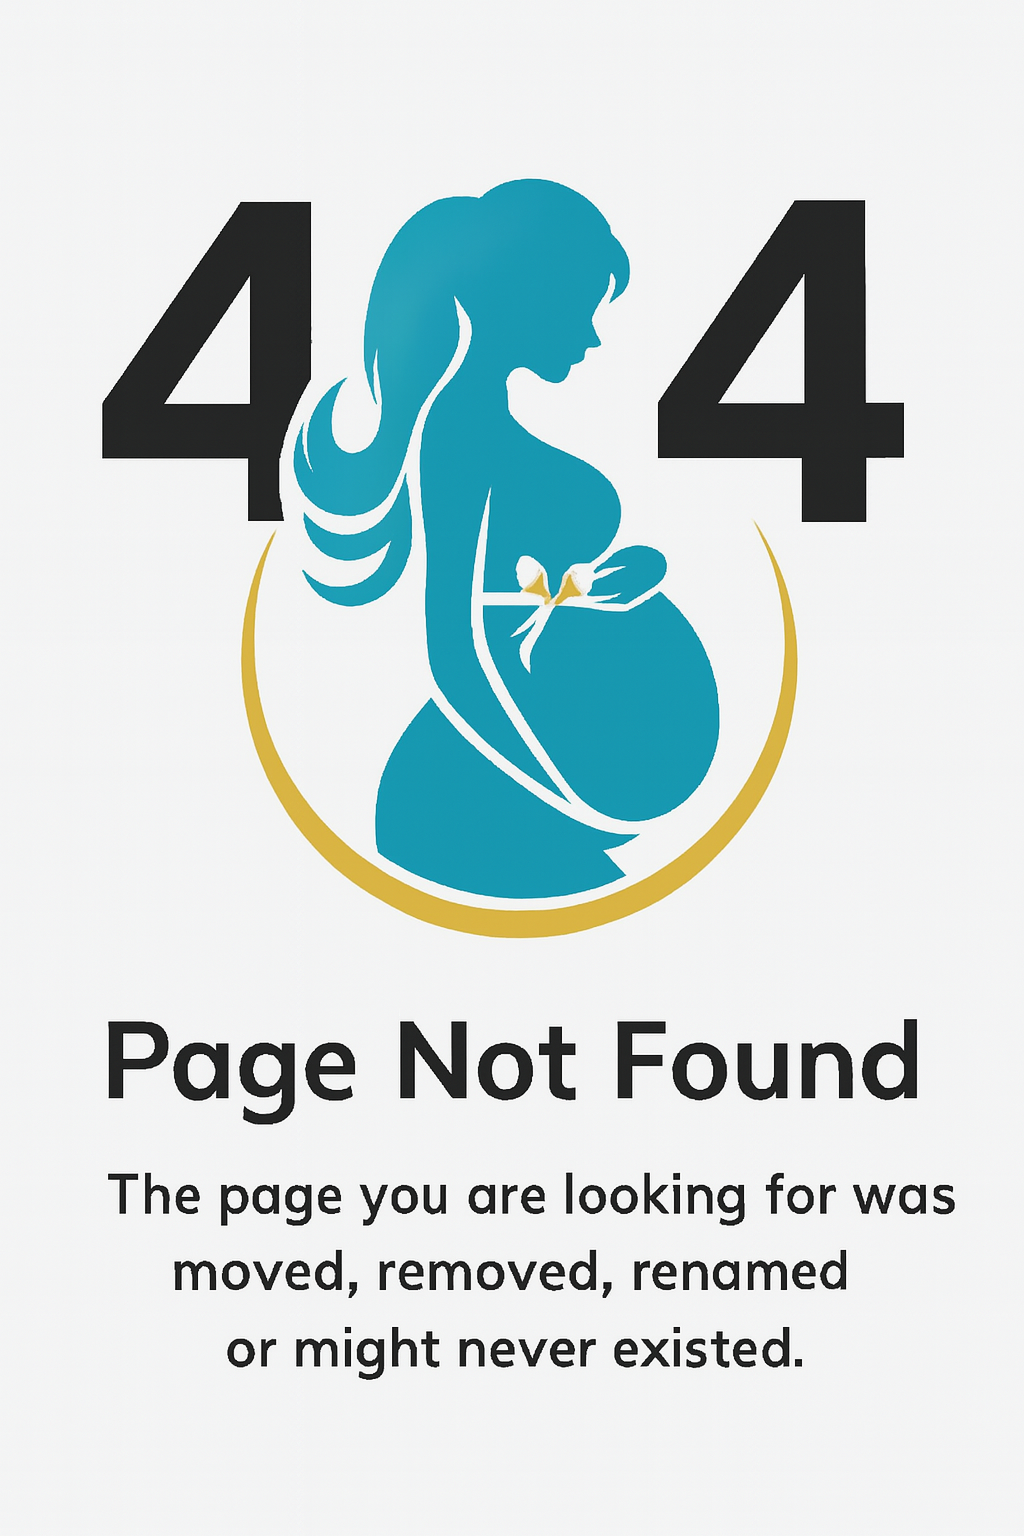 4 4
Page Not Found
The page you are looking for was
moved, removed, renamed
or might never existed.